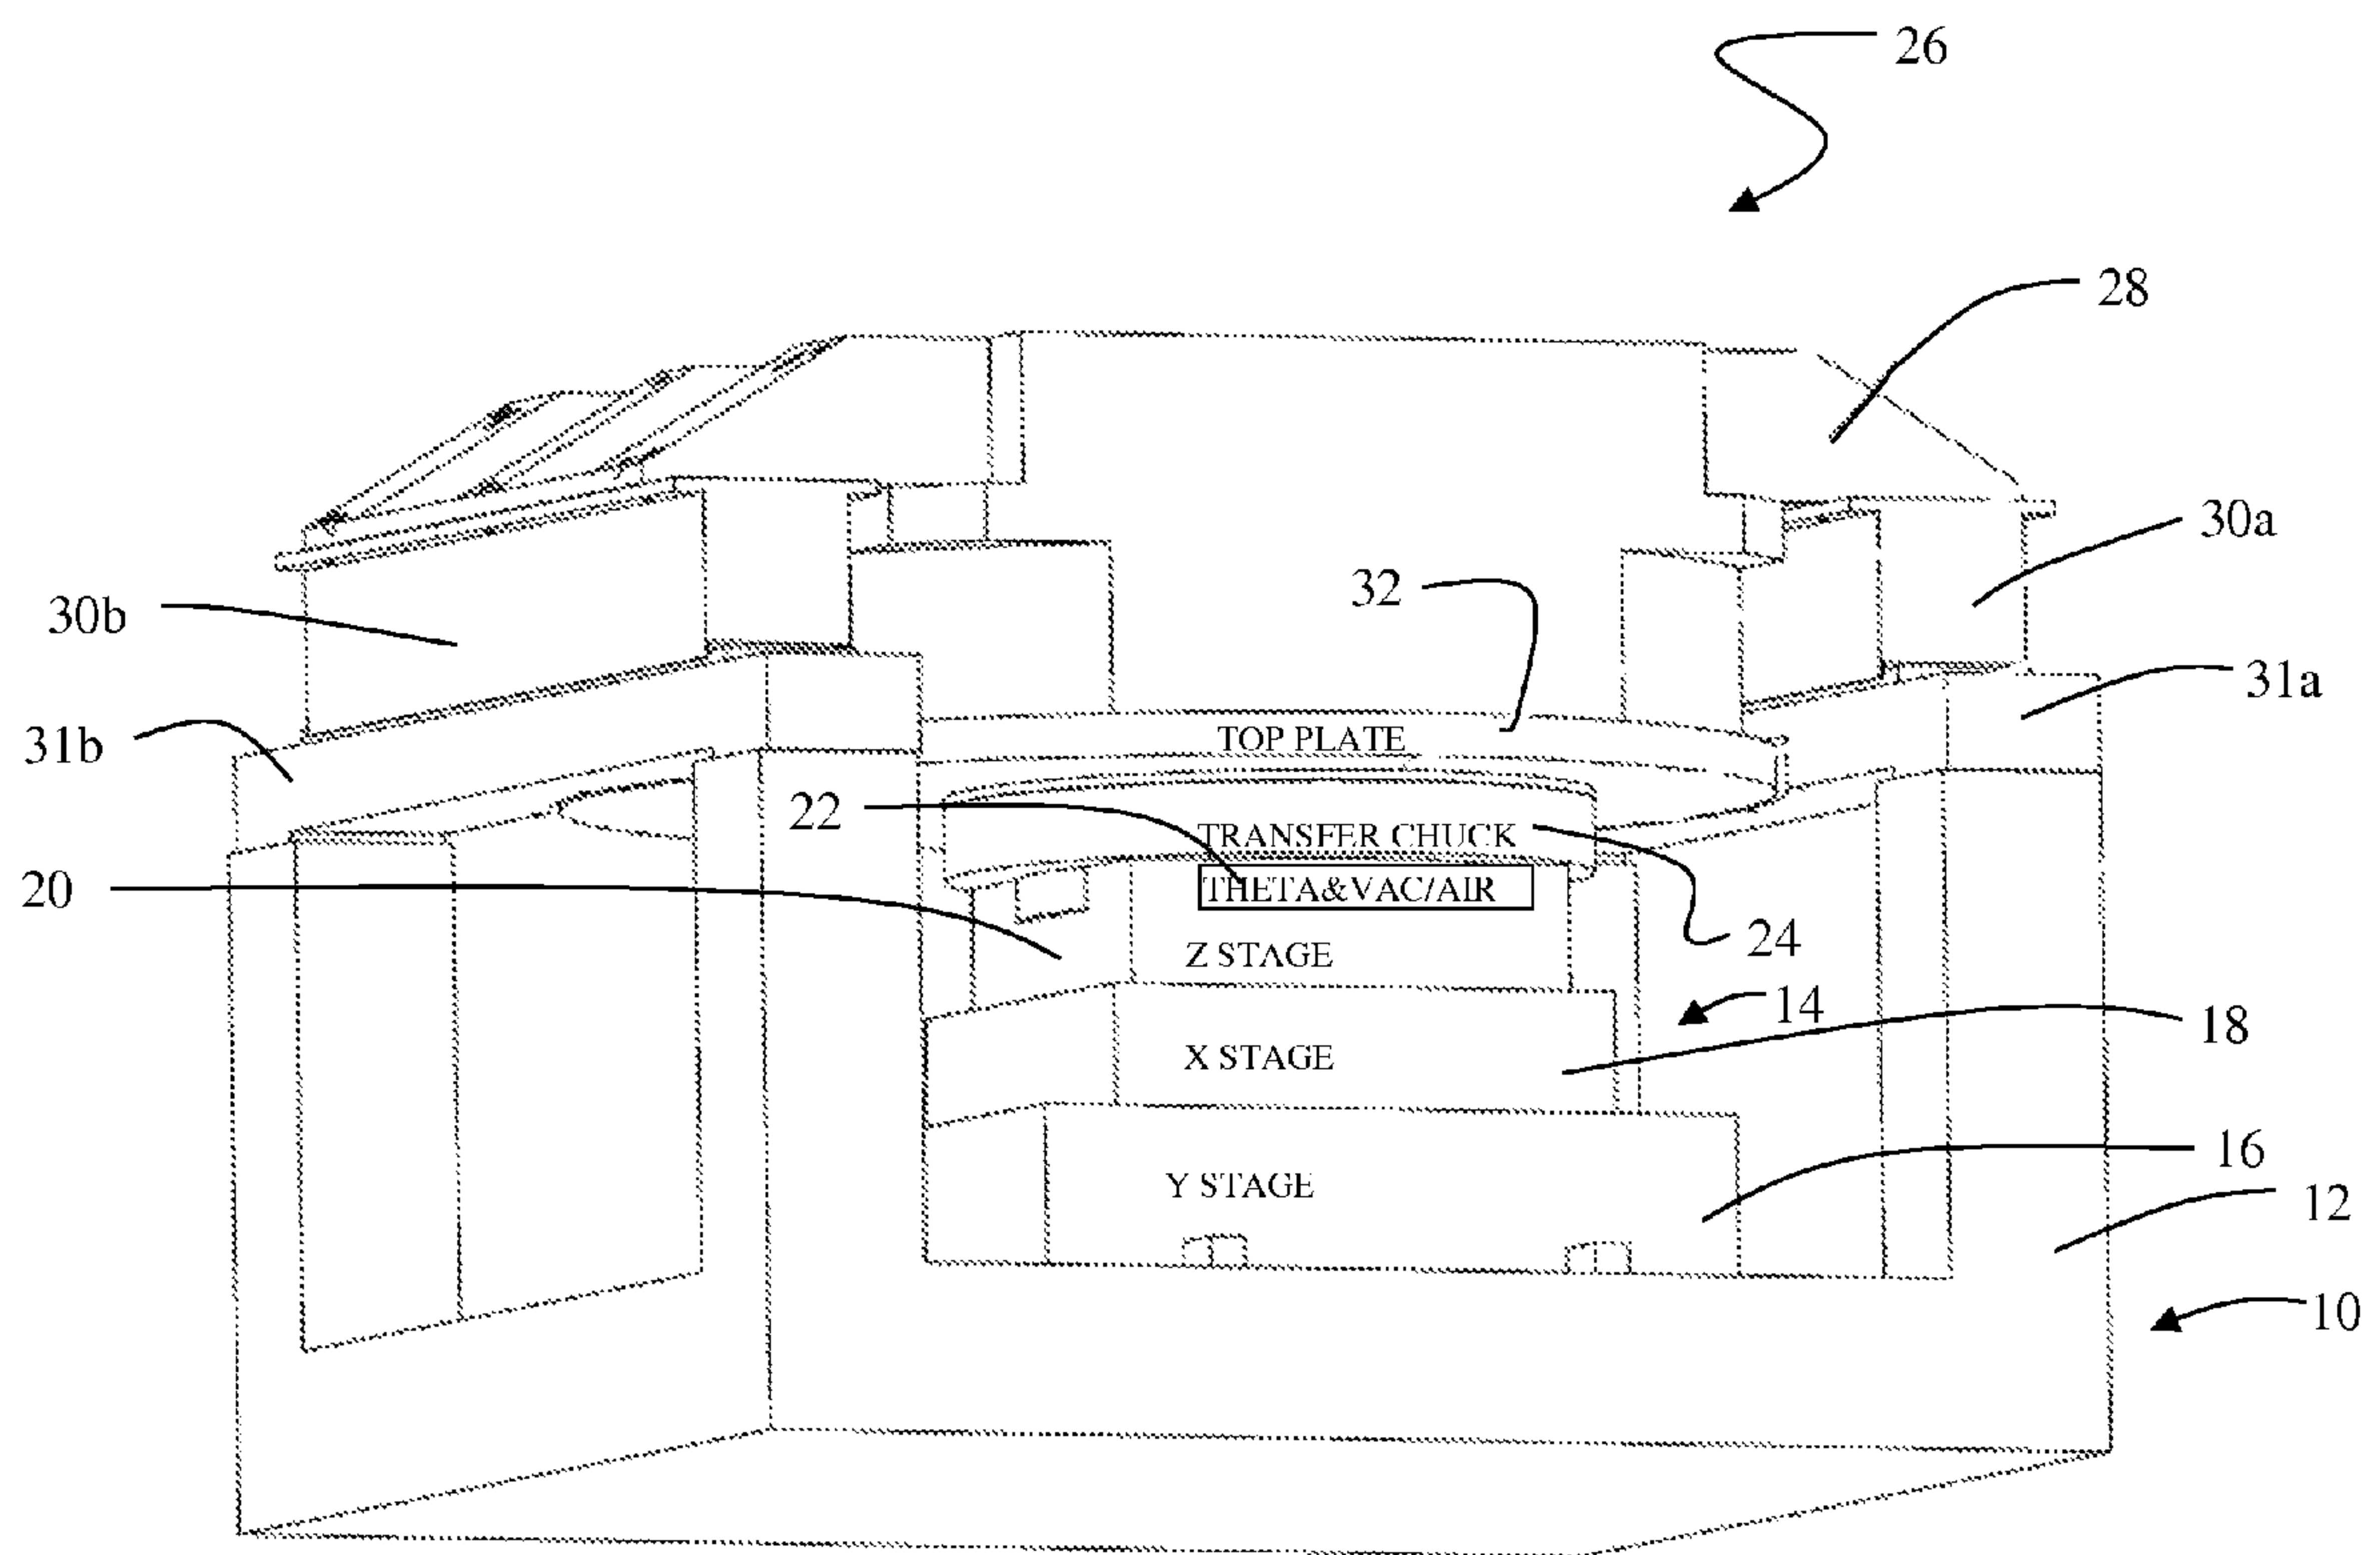 26
28
30a
32
30b
31a
TOP PLATE
31b
22
TRANSFER CHUCK
20
THETA&VAC/AIR
24
Z STAGE
14
18
X STAGE
16
Y STAGE
12
10